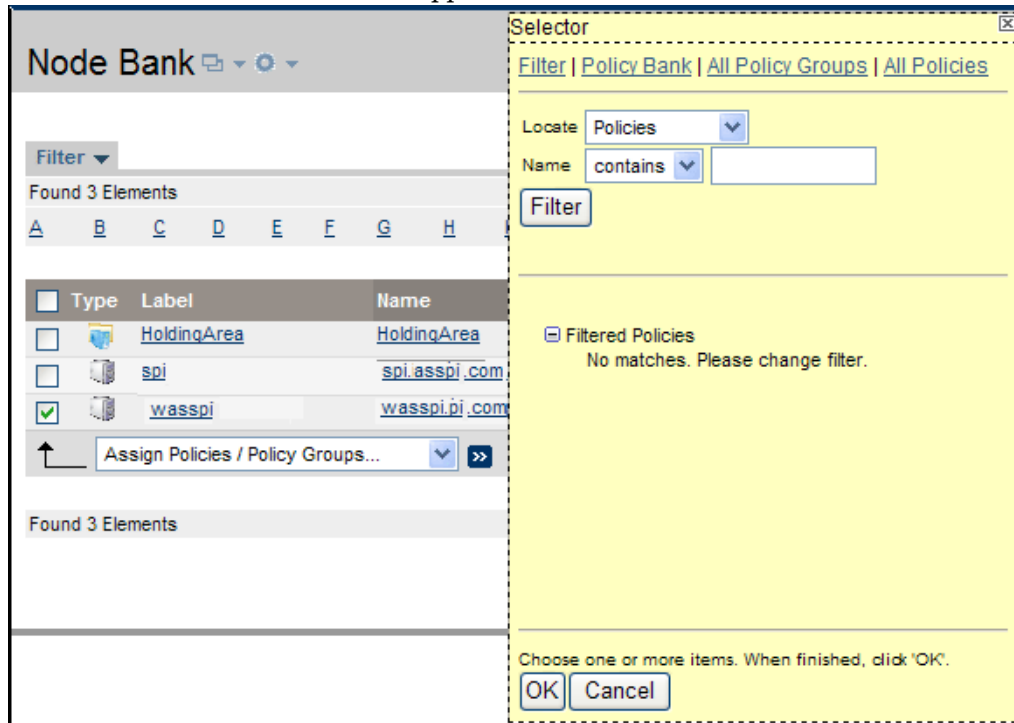 Node Bank
Filter
Found 3 Elements
A B C D E F G H
Type Label Name
HoldingArea HoldingArea
spi spi.asspi.com
wasspi wasspi.pi.com
Assign Policies / Policy Groups...
Found 3 Elements
Selector
Filter | Policy Bank | All Policy Groups | All Policies
Locate Policies
Name contains
Filter
Filtered Policies
No matches. Please change filter.
Choose one or more items. When finished, click 'OK'.
OK Cancel